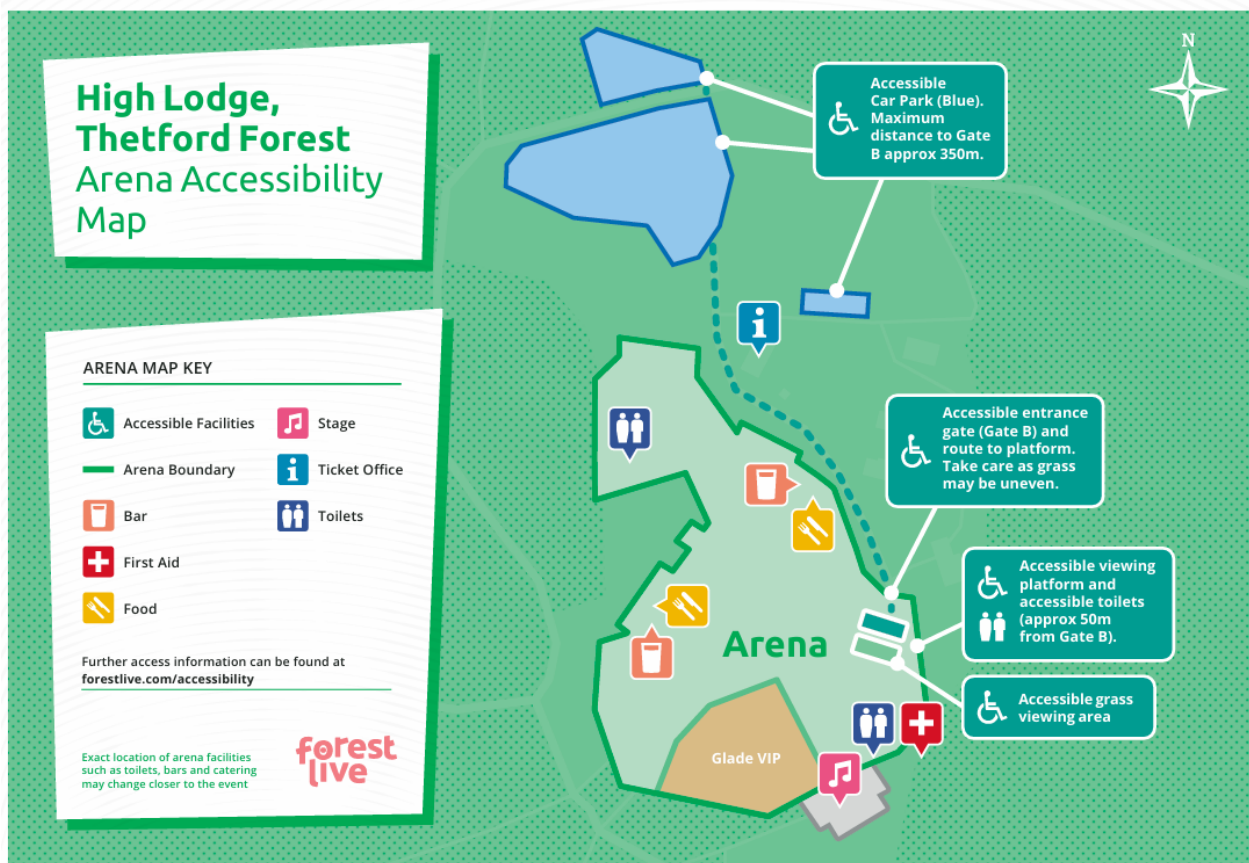 High Lodge,
Thetford Forest
Arena Accessibility
Map
ARENA MAP KEY
Accessible Facilities
Arena Boundary
Bar
First Aid
Food
Stage
Ticket Office
Toilets
Further access information can be found at
forestlive.com/accessibility
Exact location of arena facilities
such as toilets, bars and catering
may change closer to the event
forest
live
N
Accessible
Car Park (Blue).
Maximum
distance to Gate
B approx 350m.
i
Accessible entrance
gate (Gate B) and
route to platform.
Take care as grass
may be uneven.
Accessible viewing
platform and
accessible toilets
(approx 50m
from Gate B).
Accessible grass
viewing area
Arena
Glade VIP